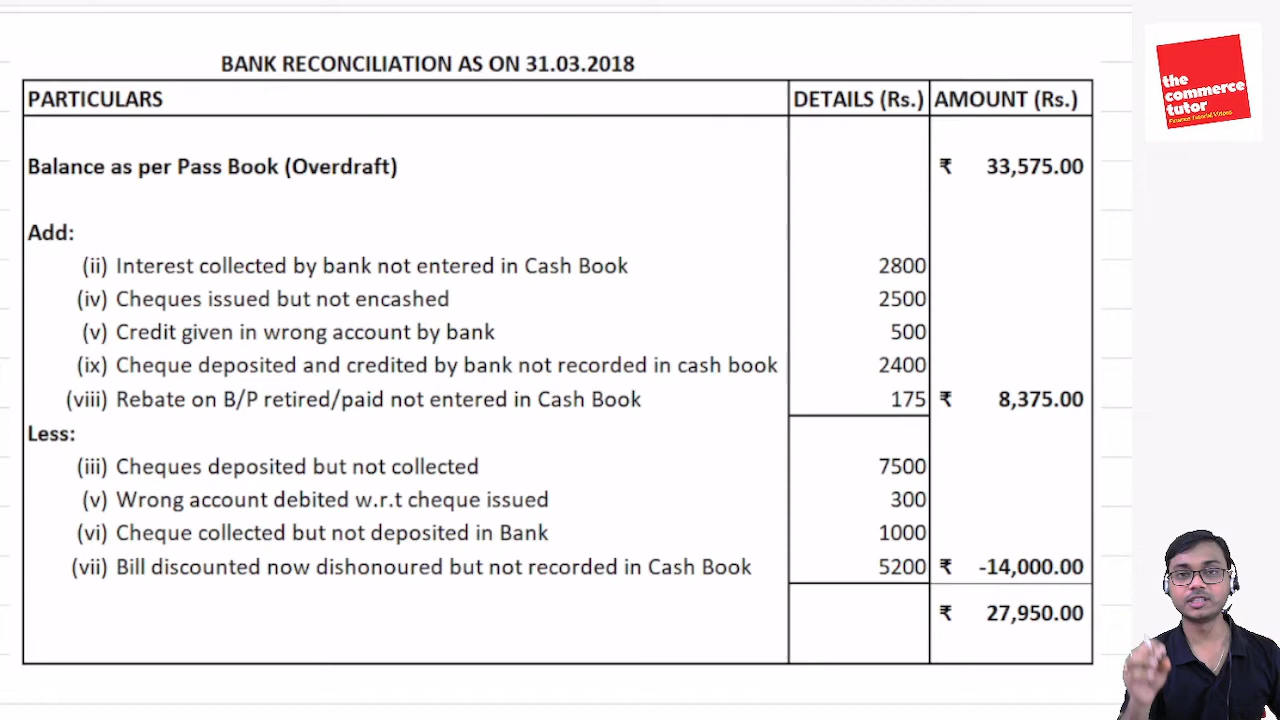 BANK RECONCILIATION AS ON 31.03.2018
PARTICULARS DETAILS (Rs.) AMOUNT (Rs.)
Balance as per Pass Book (Overdraft) ₹ 33,575.00
Add:
(ii) Interest collected by bank not entered in Cash Book 2800
(iv) Cheques issued but not encashed 2500
(v) Credit given in wrong account by bank 500
(ix) Cheque deposited and credited by bank not recorded in cash book 2400
(viii) Rebate on B/P retired/paid not entered in Cash Book 175 ₹ 8,375.00
Less:
(iii) Cheques deposited but not collected 7500
(v) Wrong account debited w.r.t cheque issued 300
(vi) Cheque collected but not deposited in Bank 1000
(vii) Bill discounted now dishonoured but not recorded in Cash Book 5200 ₹ -14,000.00
₹ 27,950.00
the
commerce
tutor
Finance Tutorial Videos